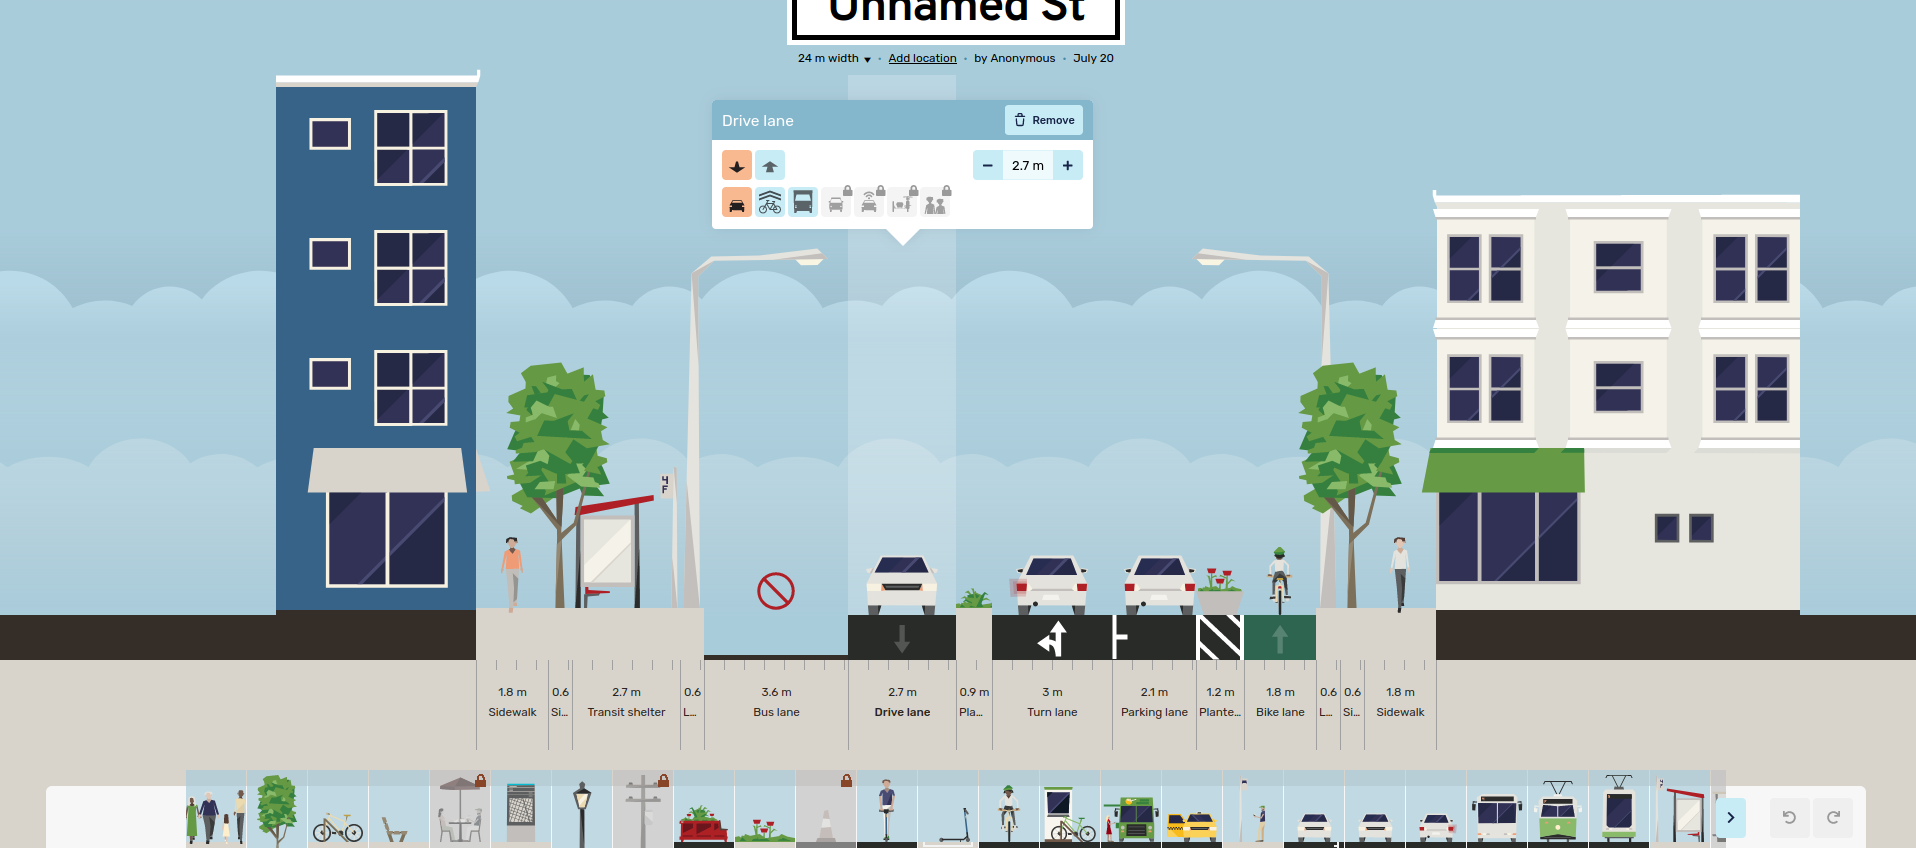 Unnamed St
24 m width ▾ · Add location · by Anonymous · July 20
Drive lane
Remove
− 2.7 m +
4
F
1.8 m 0.6 2.7 m 0.6 3.6 m 2.7 m 0.9 m 3 m 2.1 m 1.2 m 1.8 m 0.6 0.6 1.8 m
Sidewalk Si... Transit shelter L... Bus lane Drive lane Pla... Turn lane Parking lane Plante... Bike lane L... Si... Sidewalk